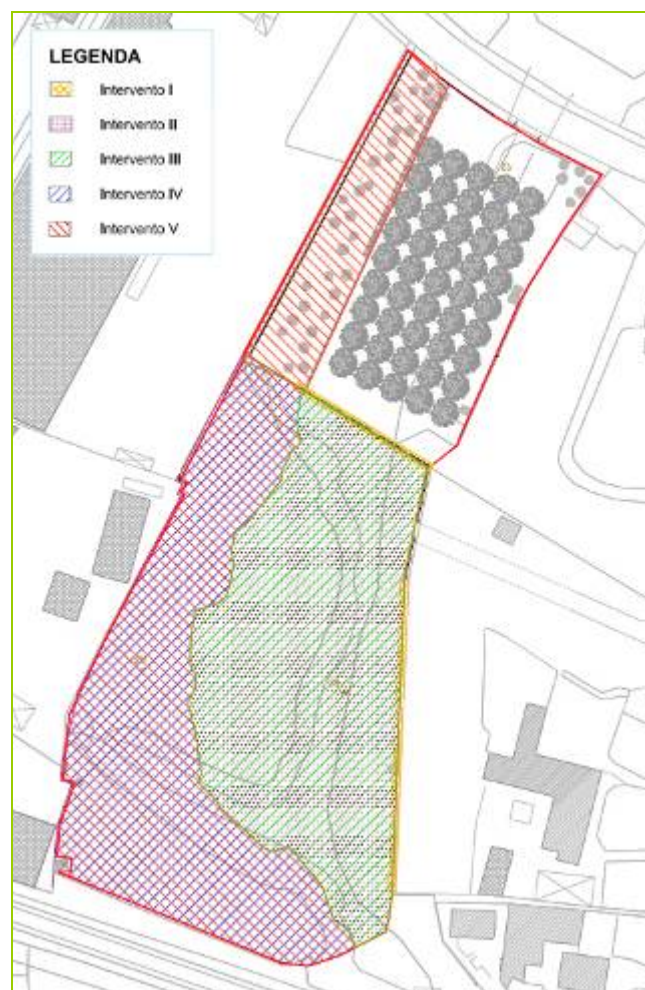 LEGENDA
Intervento I
Intervento II
Intervento III
Intervento IV
Intervento V